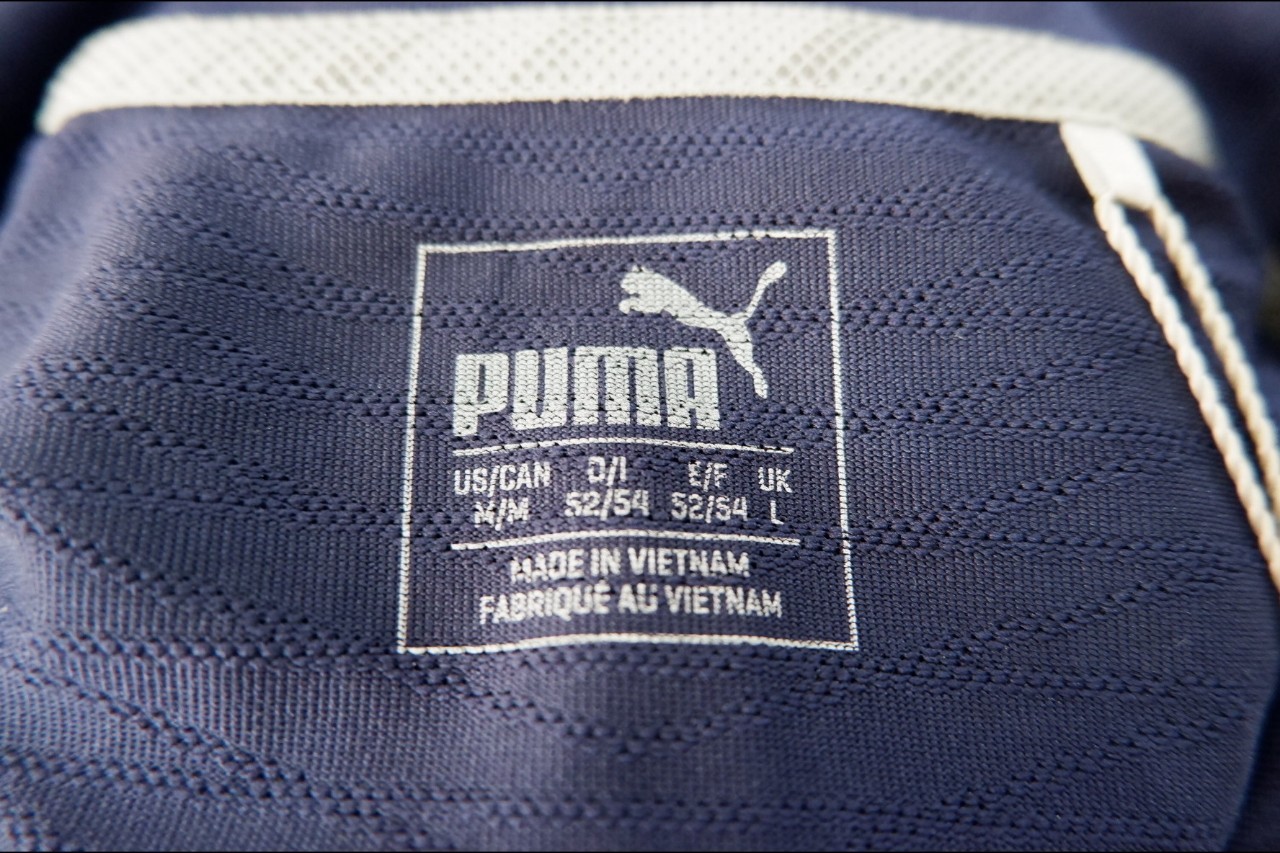 PUMA
US/CAN D/I E/F UK
M/M 52/54 52/54 L
MADE IN VIETNAM
FABRIQUÉ AU VIETNAM